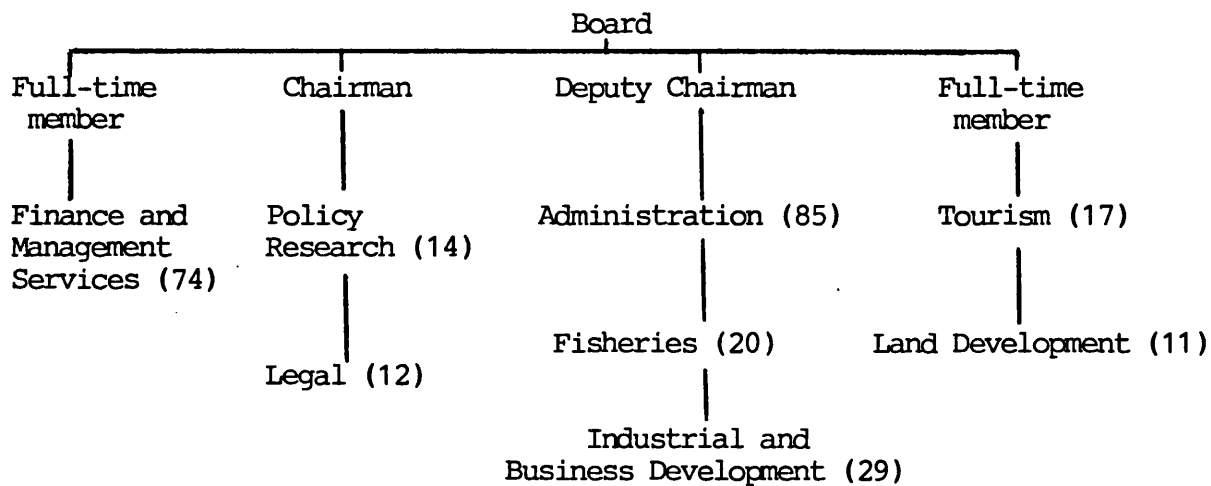 Board
Full-time
member
Chairman
Deputy Chairman
Full-time
member
Finance and
Management
Services (74)
Policy
Research (14)
Administration (85)
Tourism (17)
Legal (12)
Fisheries (20)
Land Development (11)
Industrial and
Business Development (29)